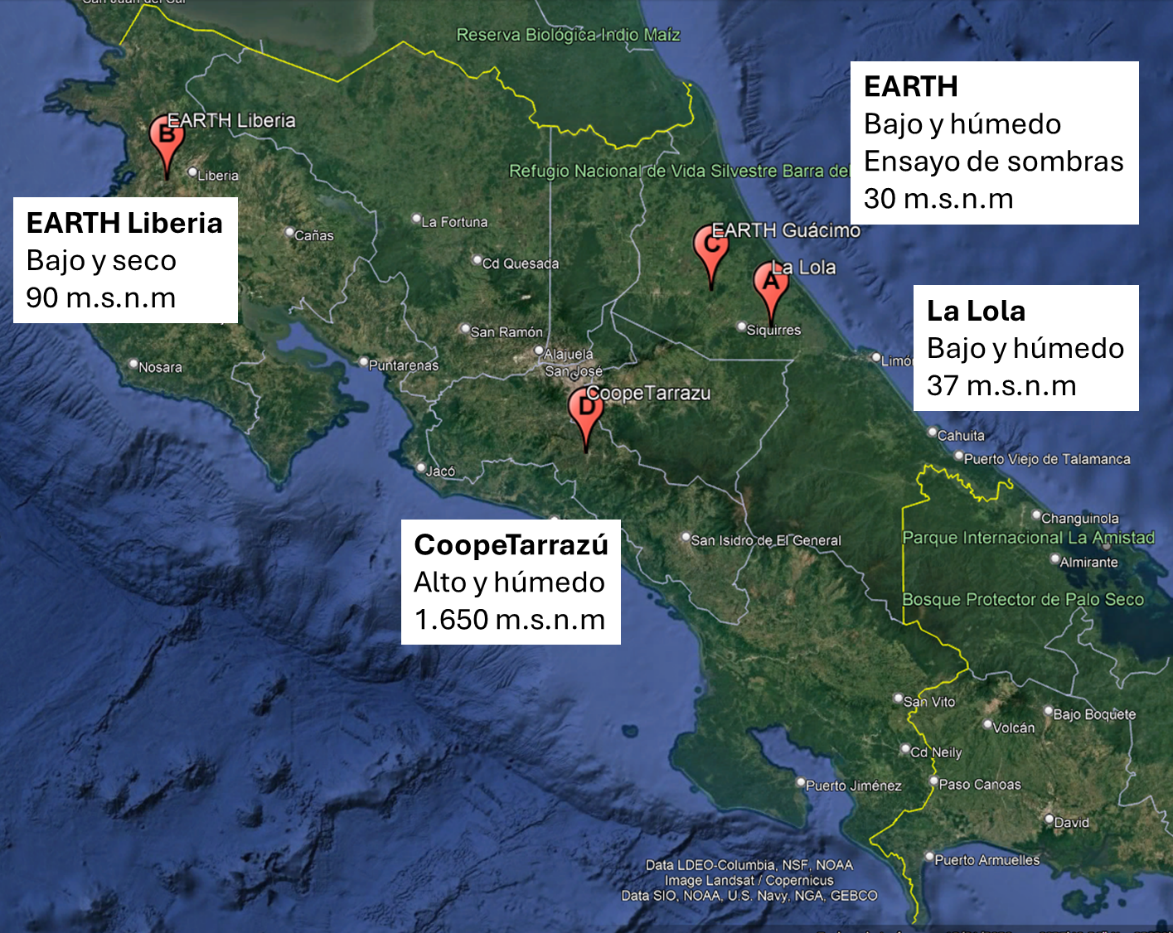 San Juan del Sur
Reserva Biológica Indio Maíz
EARTH
Bajo y húmedo
Ensayo de sombras
30 m.s.n.m
B
EARTH Liberia
Liberia
Refugio Nacional de Vida Silvestre Barra del
EARTH Liberia
Bajo y seco
90 m.s.n.m
La Fortuna
Cañas
Cd Quesada
C
EARTH Guácimo
A
La Lola
La Lola
Bajo y húmedo
37 m.s.n.m
San Ramón
Siquirres
Nosara
Puntarenas
Alajuela
San José
Limón
D
CoopeTarrazu
Cahuita
Puerto Viejo de Talamanca
Jacó
CoopeTarrazú
Alto y húmedo
1.650 m.s.n.m
San Isidro de El General
Changuinola
Parque Internacional La Amistad
Almirante
Bosque Protector de Palo Seco
San Vito
Bajo Boquete
Volcán
Cd Neily
Puerto Jiménez
Paso Canoas
David
Puerto Armuelles
Data LDEO-Columbia, NSF, NOAA
Image Landsat / Copernicus
Data SIO, NOAA, U.S. Navy, NGA, GEBCO